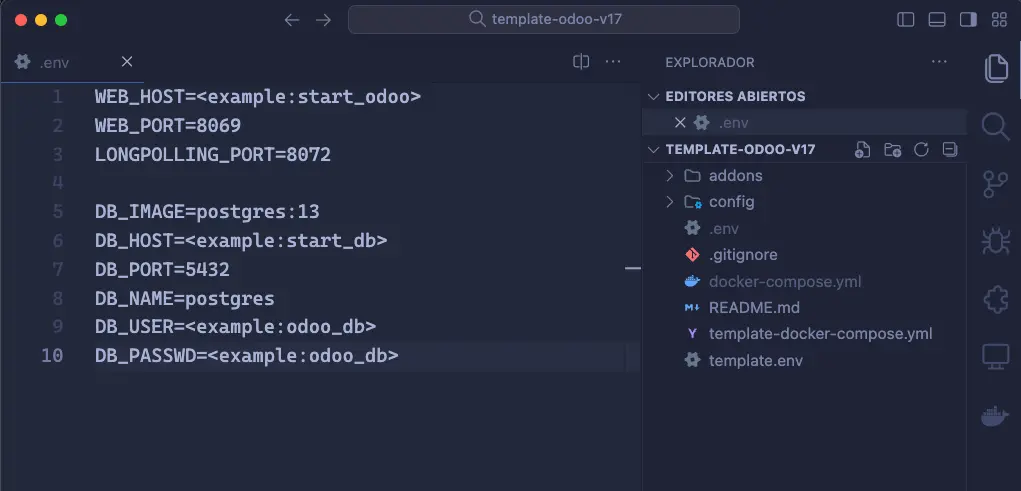 template-odoo-v17
.env
1 WEB_HOST=<example:start_odoo>
2 WEB_PORT=8069
3 LONGPOLLING_PORT=8072
4
5 DB_IMAGE=postgres:13
6 DB_HOST=<example:start_db>
7 DB_PORT=5432
8 DB_NAME=postgres
9 DB_USER=<example:odoo_db>
10 DB_PASSWD=<example:odoo_db>
EXPLORADOR
EDITORES ABIERTOS
.env
TEMPLATE-ODOO-V17
addons
config
.env
.gitignore
docker-compose.yml
README.md
template-docker-compose.yml
template.env